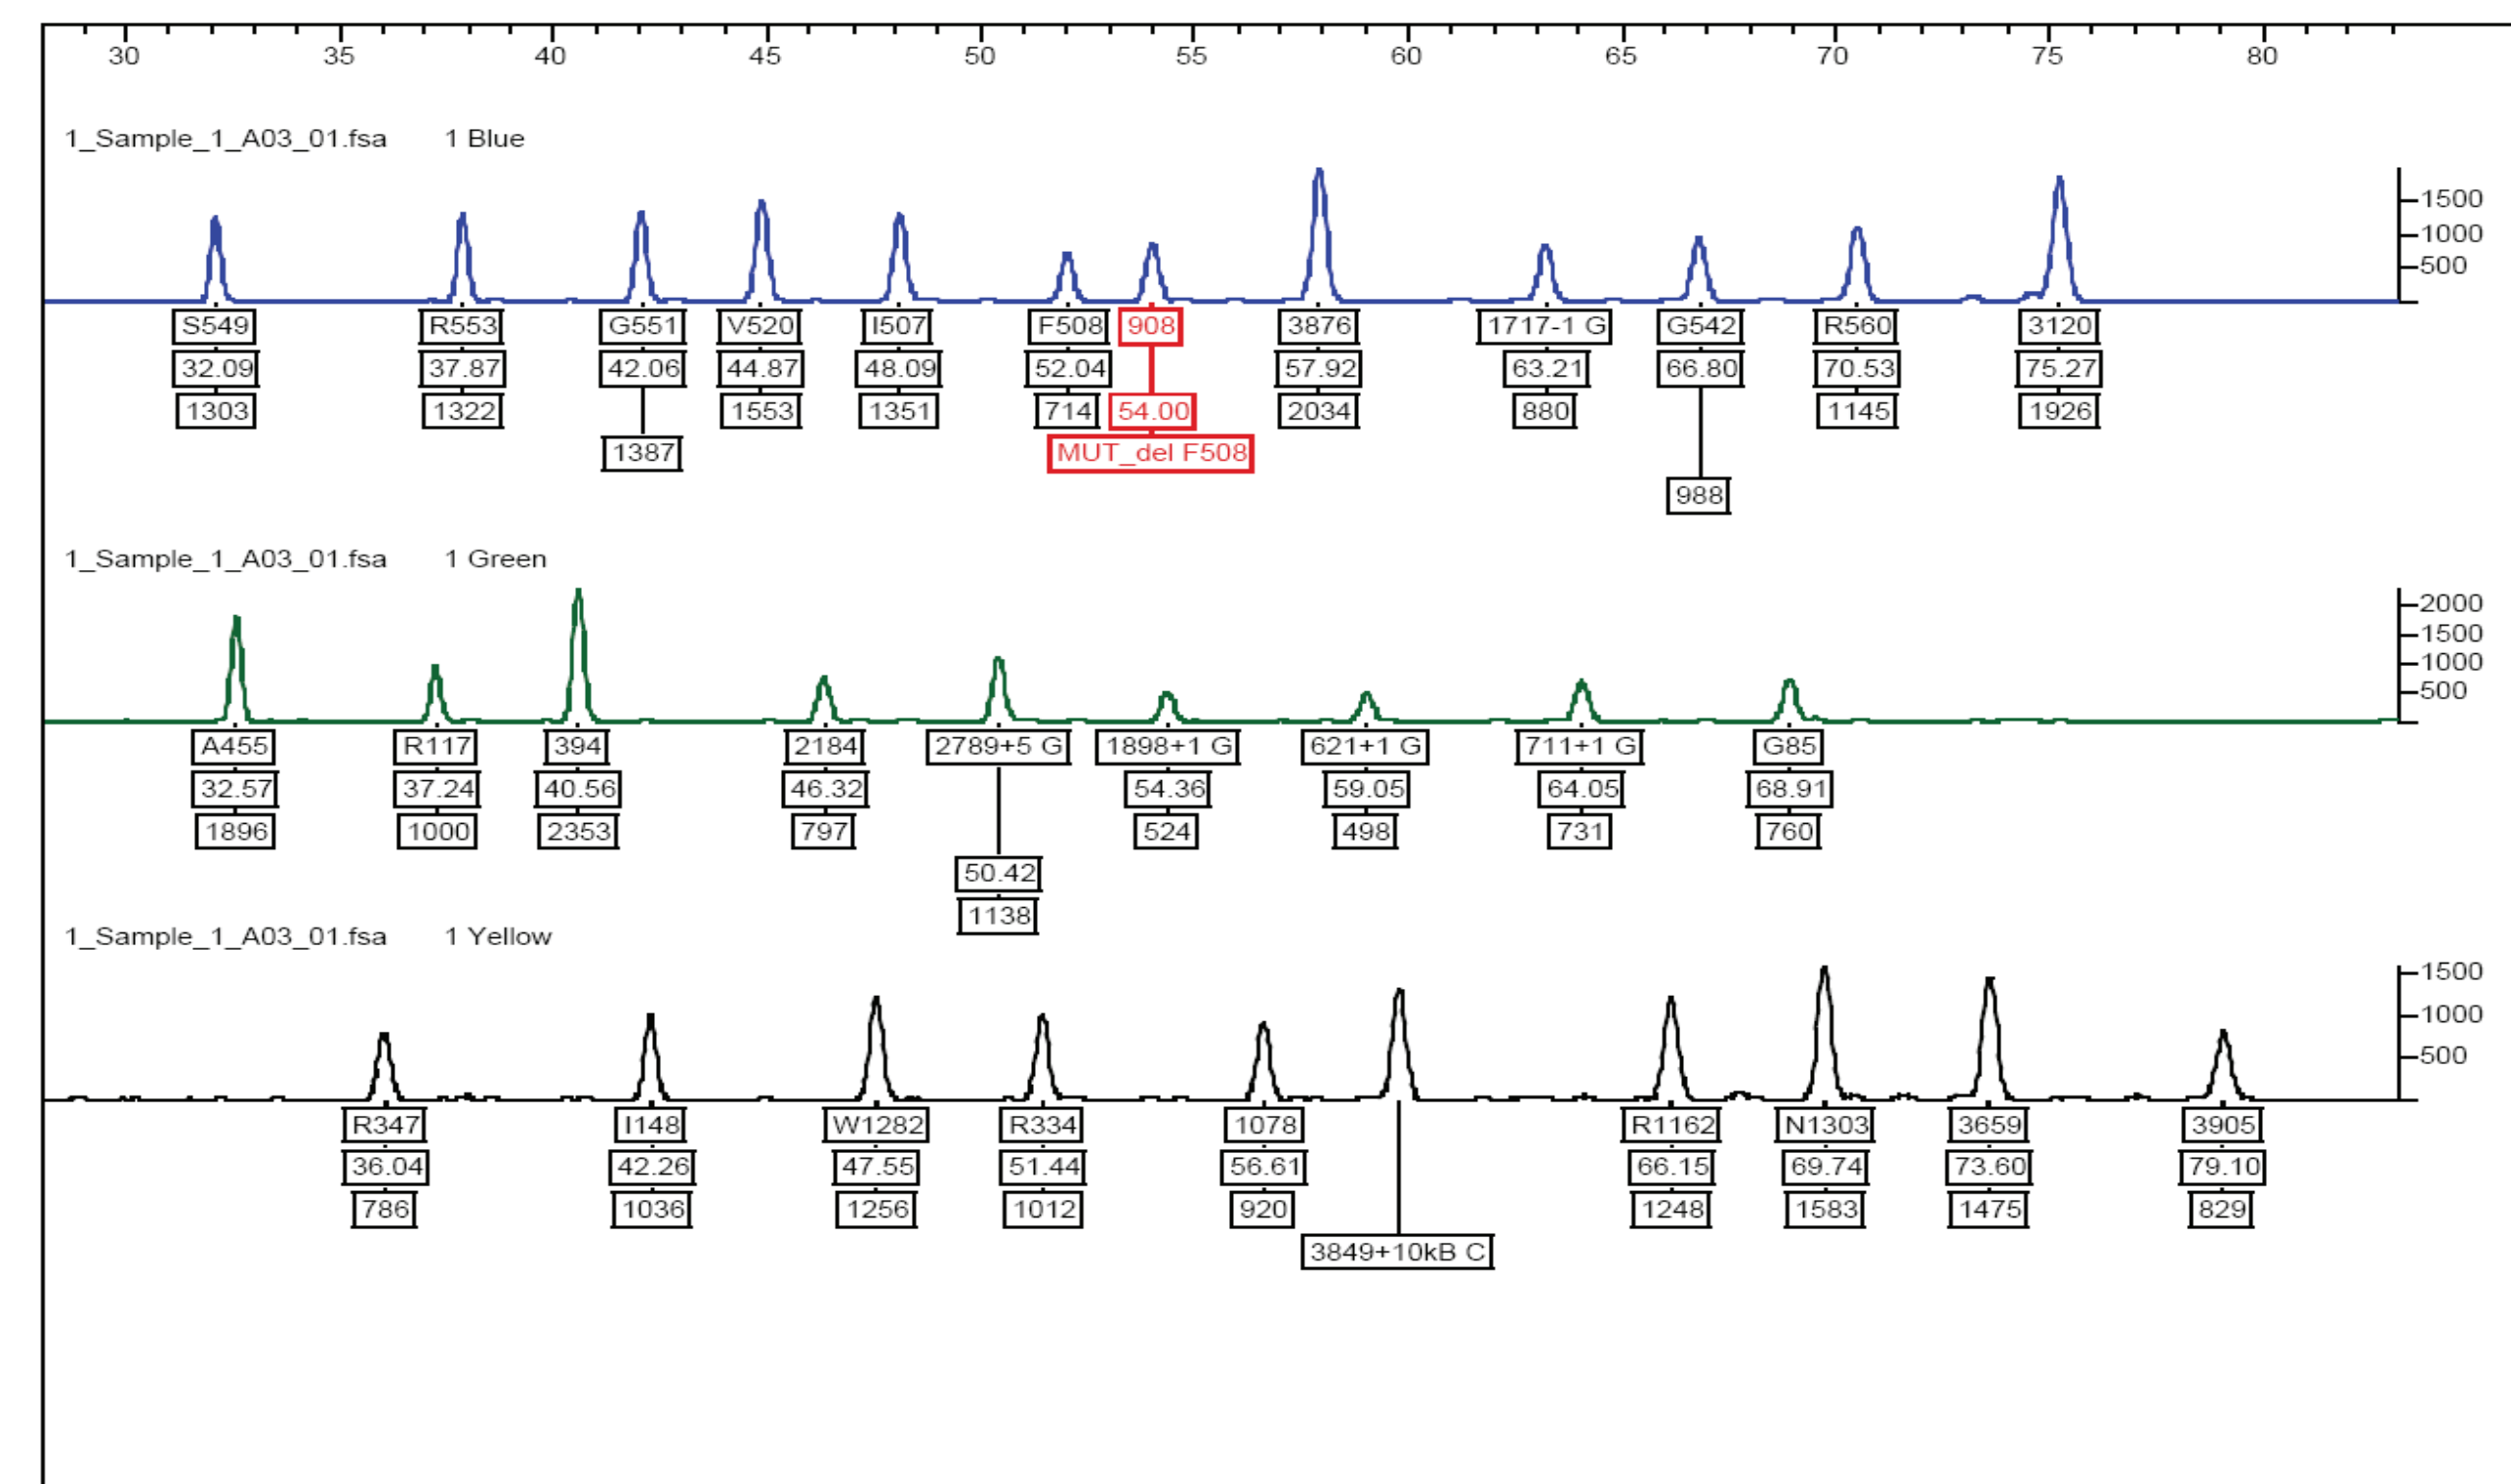 30 35 40 45 50 55 60 65 70 75 80
1_Sample_1_A03_01.fsa 1 Blue
1500
1000
500
S549 R553 G551 V520 I507 F508 908 3876 1717-1 G G542 R560 3120
32.09 37.87 42.06 44.87 48.09 52.04 57.92 63.21 66.80 70.53 75.27
1303 1322 1553 1351 714 54.00 2034 880 1145 1926
1387 MUT_del F508
988
1_Sample_1_A03_01.fsa 1 Green
2000
1500
1000
500
A455 R117 394 2184 2789+5 G 1898+1 G 621+1 G 711+1 G G85
32.57 37.24 40.56 46.32 54.36 59.05 64.05 68.91
1896 1000 2353 797 524 498 731 760
50.42
1138
1_Sample_1_A03_01.fsa 1 Yellow
1500
1000
500
R347 I148 W1282 R334 1078 R1162 N1303 3659 3905
36.04 42.26 47.55 51.44 56.61 66.15 69.74 73.60 79.10
786 1036 1256 1012 920 1248 1583 1475 829
3849+10kB C